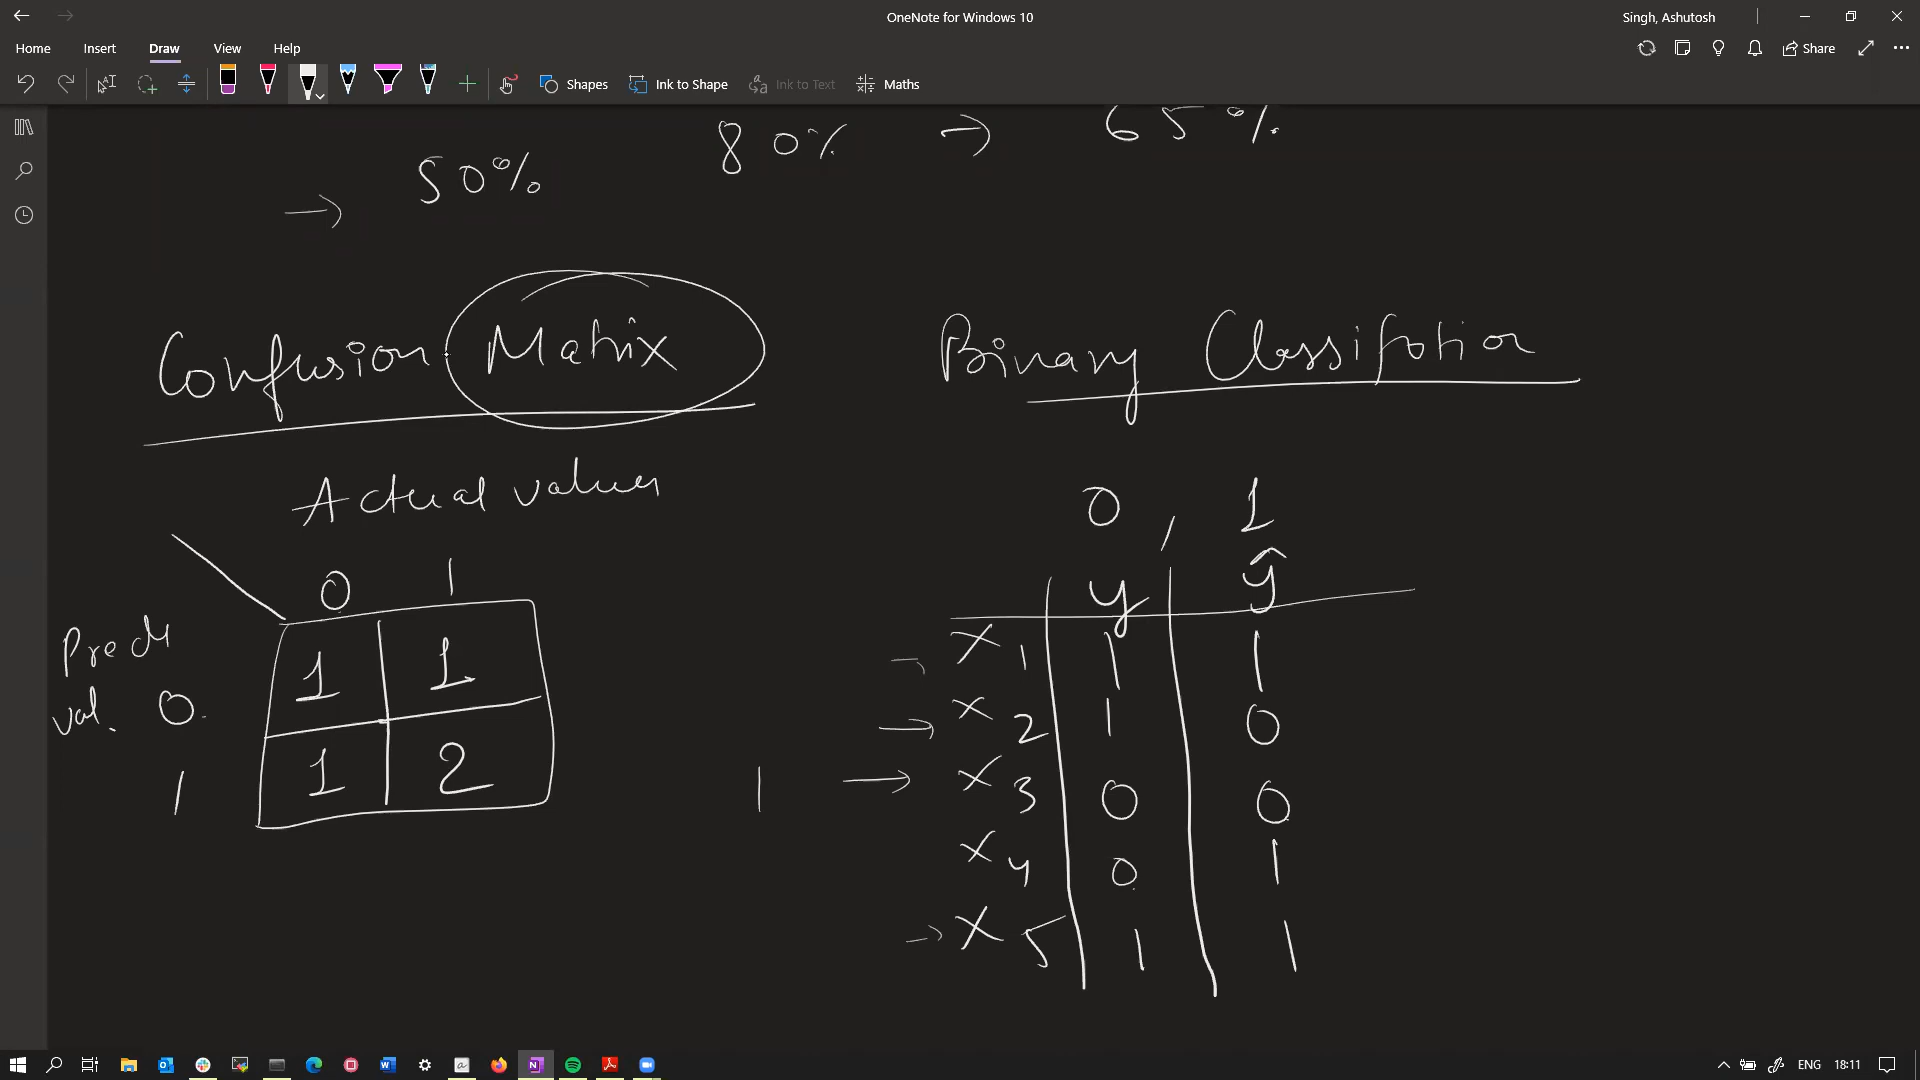 OneNote for Windows 10
Singh, Ashutosh
Home Insert Draw View Help
Share
Shapes Ink to Shape Ink to Text Maths
50% 80% → 65%
→
Confusion Matrix
Binary Classifotion
Actual values
0 , 1
0 1
y ŷ
Predi
val. 0.
1
1 1
1 2
1
x1 1 1
→ x2 1 0
→ x3 0 0
x4 0 1
→ x5 1 1
ENG 18:11